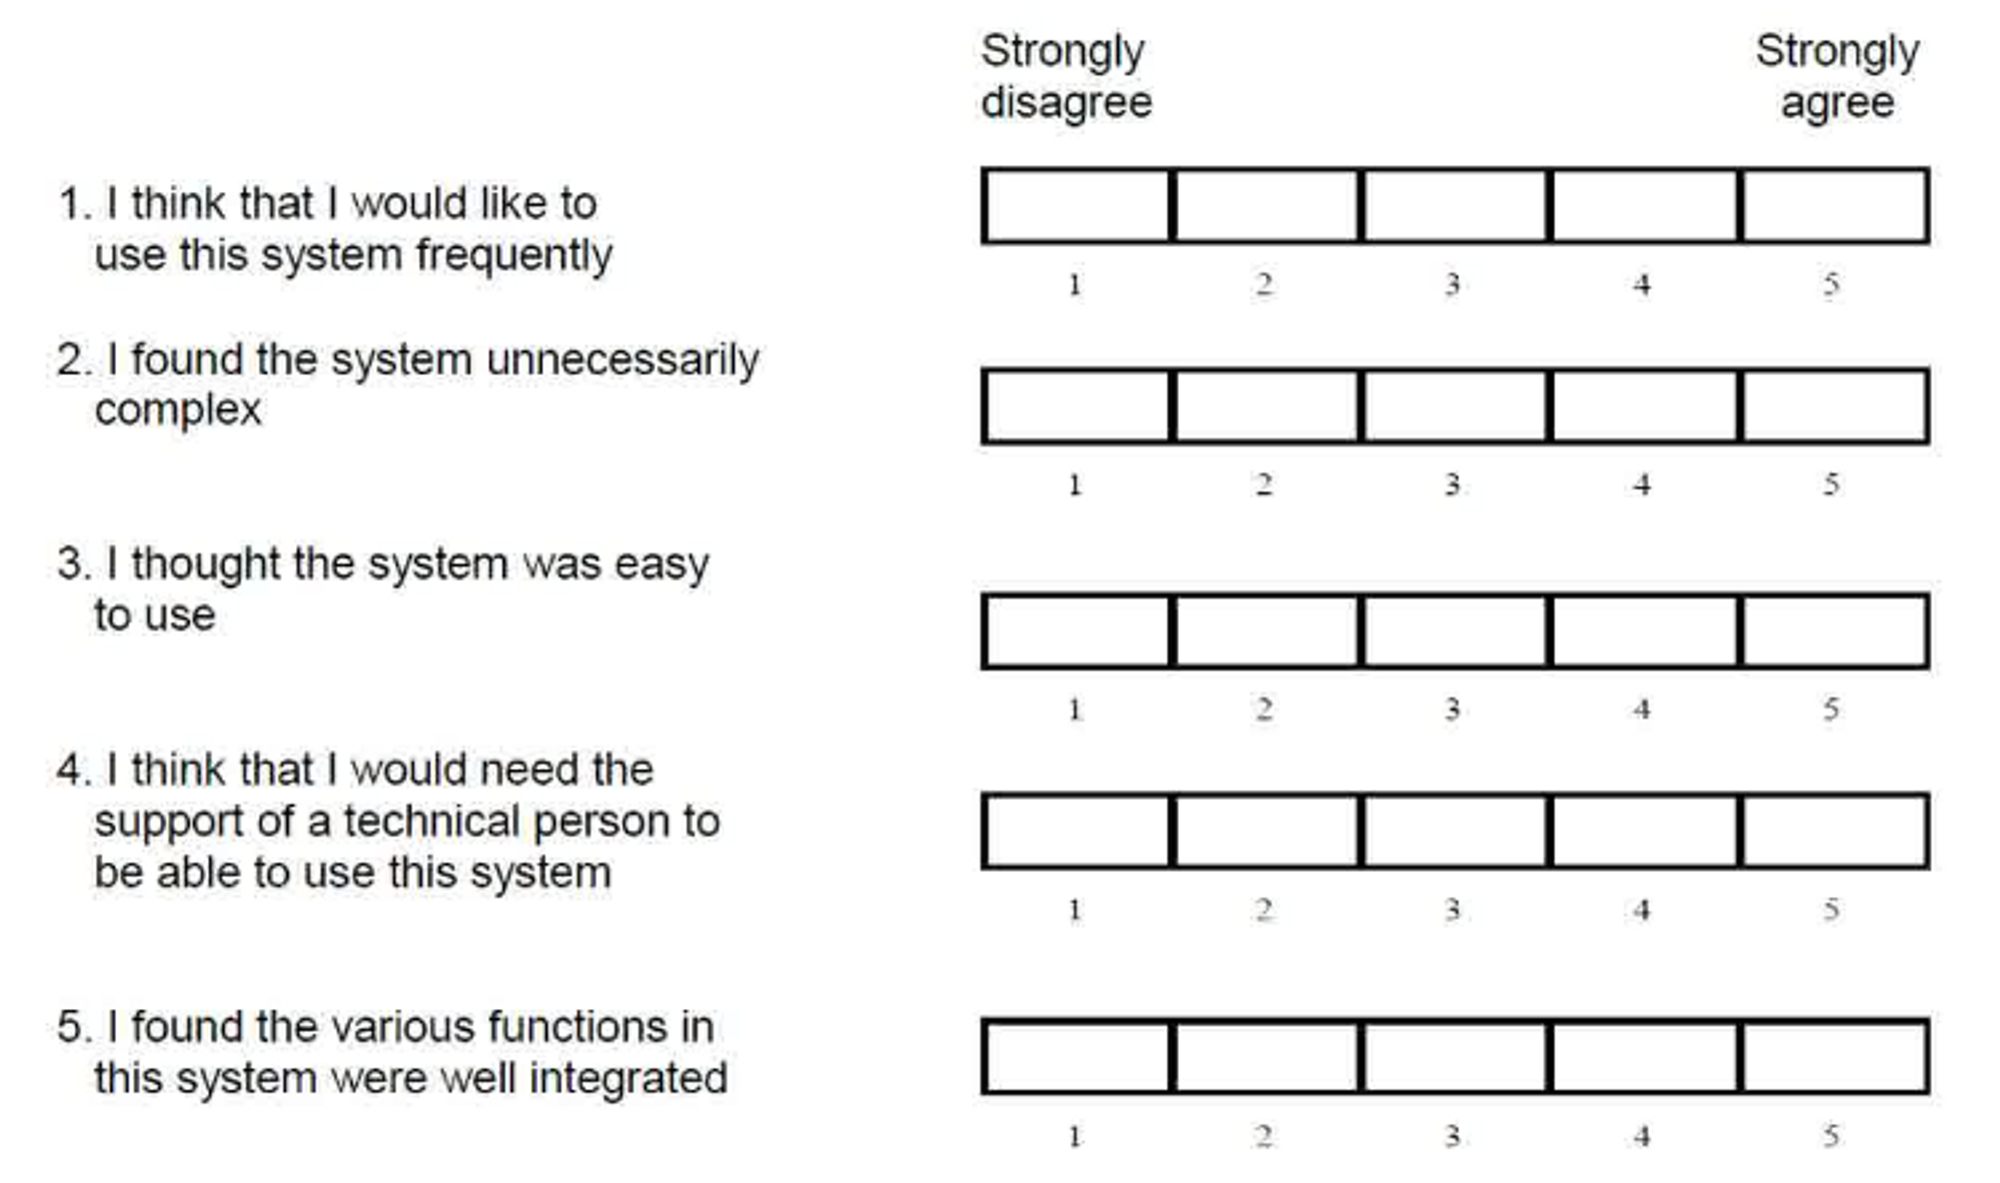 Strongly disagree
Strongly agree
1. I think that I would like to
use this system frequently
1 2 3 4 5
2. I found the system unnecessarily
complex
1 2 3 4 5
3. I thought the system was easy
to use
1 2 3 4 5
4. I think that I would need the
support of a technical person to
be able to use this system
1 2 3 4 5
5. I found the various functions in
this system were well integrated
1 2 3 4 5